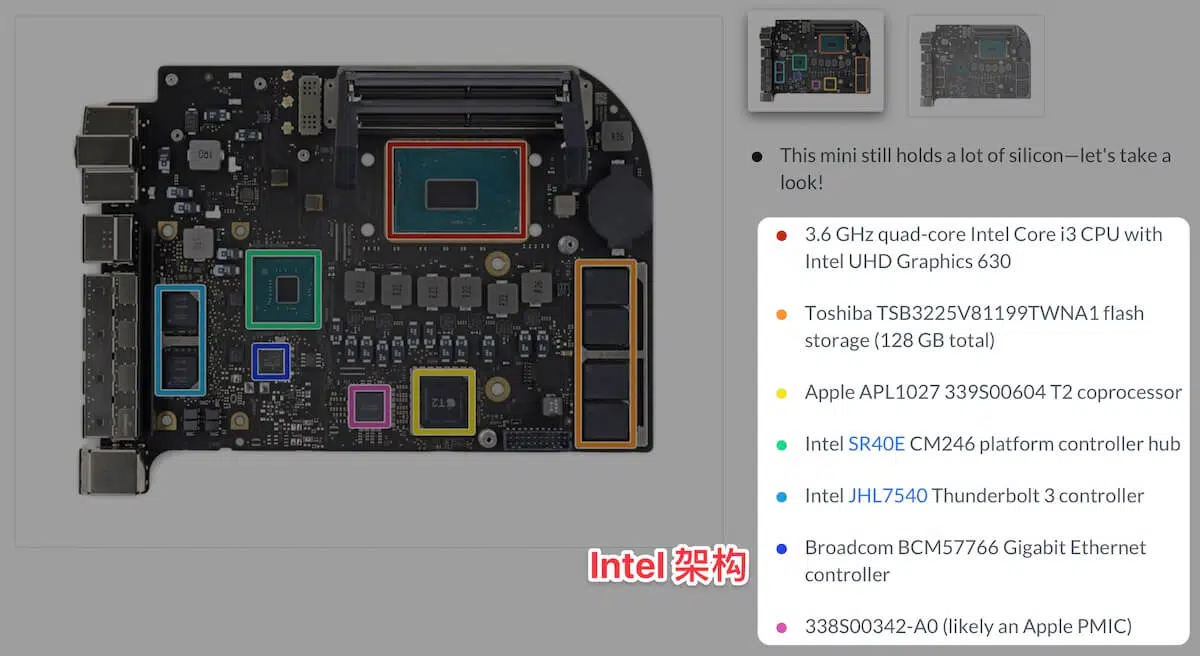 This mini still holds a lot of silicon—let's take a
look!
3.6 GHz quad-core Intel Core i3 CPU with
Intel UHD Graphics 630
Toshiba TSB3225V81199TWNA1 flash
storage (128 GB total)
Apple APL1027 339S00604 T2 coprocessor
Intel SR40E CM246 platform controller hub
Intel JHL7540 Thunderbolt 3 controller
Broadcom BCM57766 Gigabit Ethernet
controller
338S00342-A0 (likely an Apple PMIC)
Intel 架构
T2